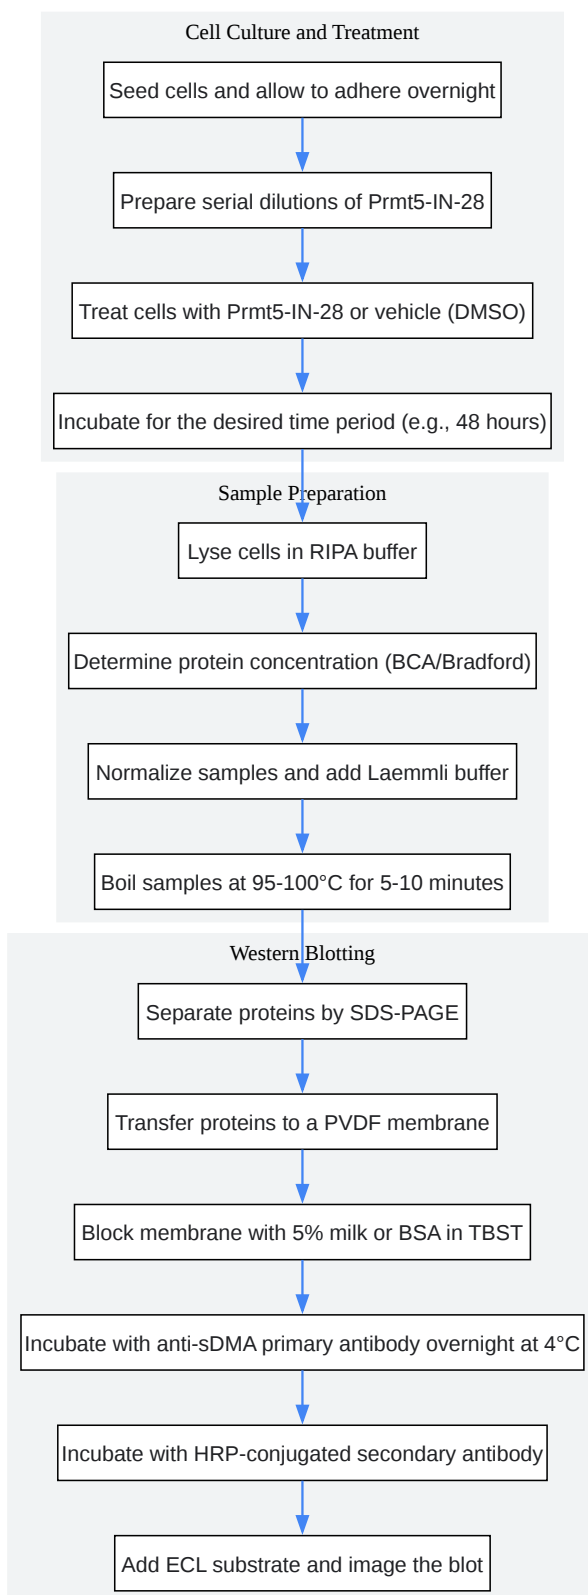 Cell Culture and Treatment
Seed cells and allow to adhere overnight
Prepare serial dilutions of Prmt5-IN-28
Treat cells with Prmt5-IN-28 or vehicle (DMSO)
Incubate for the desired time period (e.g., 48 hours)
Sample Preparation
Lyse cells in RIPA buffer
Determine protein concentration (BCA/Bradford)
Normalize samples and add Laemmli buffer
Boil samples at 95-100°C for 5-10 minutes
Western Blotting
Separate proteins by SDS-PAGE
Transfer proteins to a PVDF membrane
Block membrane with 5% milk or BSA in TBST
Incubate with anti-sDMA primary antibody overnight at 4°C
Incubate with HRP-conjugated secondary antibody
Add ECL substrate and image the blot